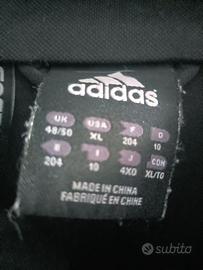 adidas
UK USA F D
48/50 XL 204 10
E I J CDN
204 10 4XO XL/TG
MADE IN CHINA
FABRIQUÉ EN CHINE
subito